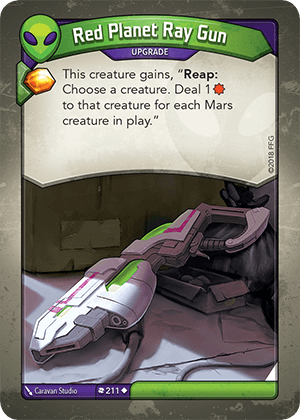 Red Planet Ray Gun
UPGRADE
This creature gains, “Reap:
Choose a creature. Deal 1
to that creature for each Mars
creature in play.”
©2018 FFG
Caravan Studio
211